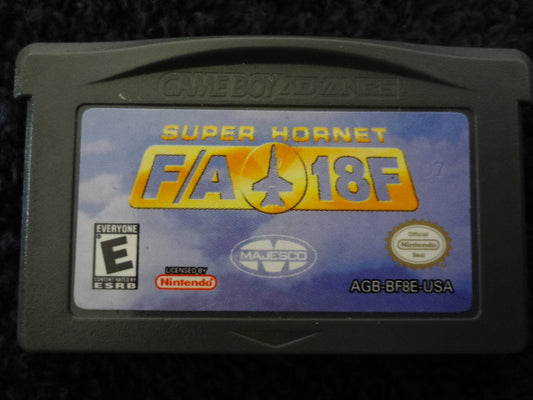 GAME BOY ADVANCE
SUPER HORNET
F/A 18F
7
EVERYONE
E
CONTENT RATED BY
ESRB
LICENSED BY
Nintendo
MAJESCO
Official
Nintendo
Seal
AGB-BF8E-USA